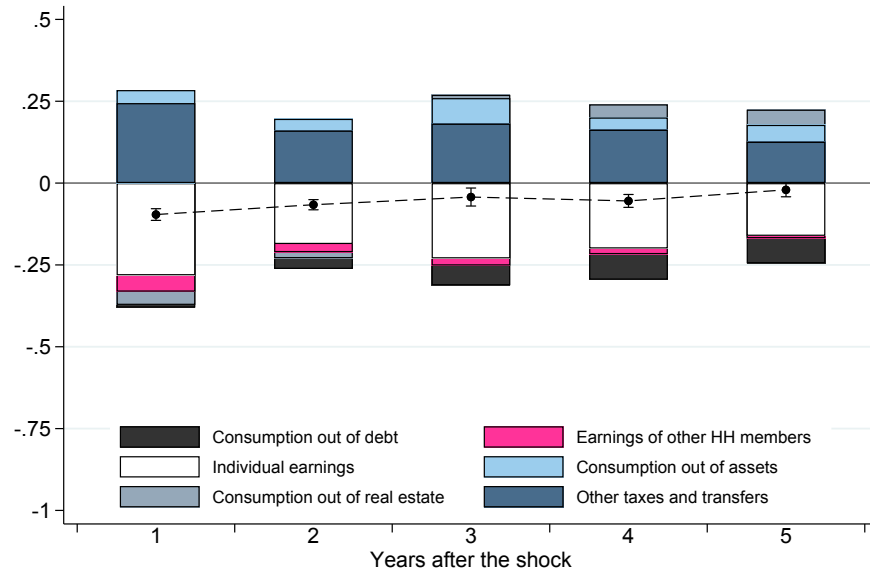 .5
.25
0
-.25
-.5
-.75
-1
Consumption out of debt
Earnings of other HH members
Individual earnings
Consumption out of assets
Consumption out of real estate
Other taxes and transfers
1 2 3 4 5
Years after the shock